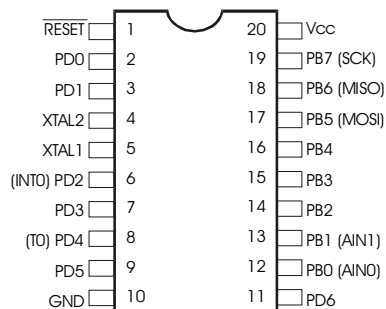 RESET 1 20 Vcc
PD0 2 19 PB7 (SCK)
PD1 3 18 PB6 (MISO)
XTAL2 4 17 PB5 (MOSI)
XTAL1 5 16 PB4
(INT0) PD2 6 15 PB3
PD3 7 14 PB2
(T0) PD4 8 13 PB1 (AIN1)
PD5 9 12 PB0 (AIN0)
GND 10 11 PD6